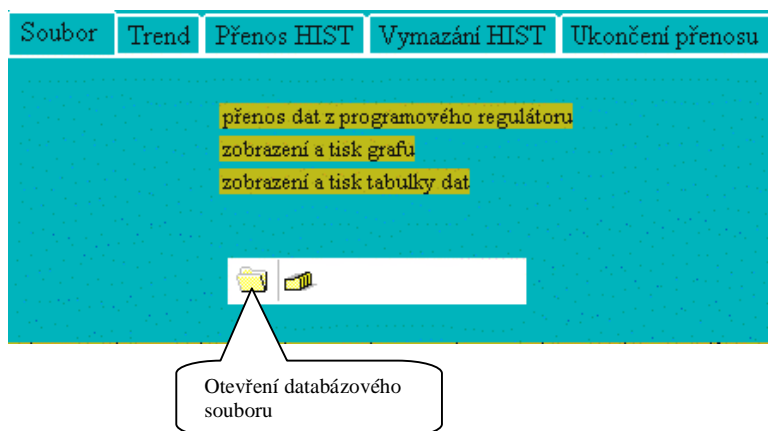 Soubor Trend Přenos HIST Vymazání HIST Ukončení přenosu
přenos dat z programového regulátoru
zobrazení a tisk grafu
zobrazení a tisk tabulky dat
Otevření databázového
souboru